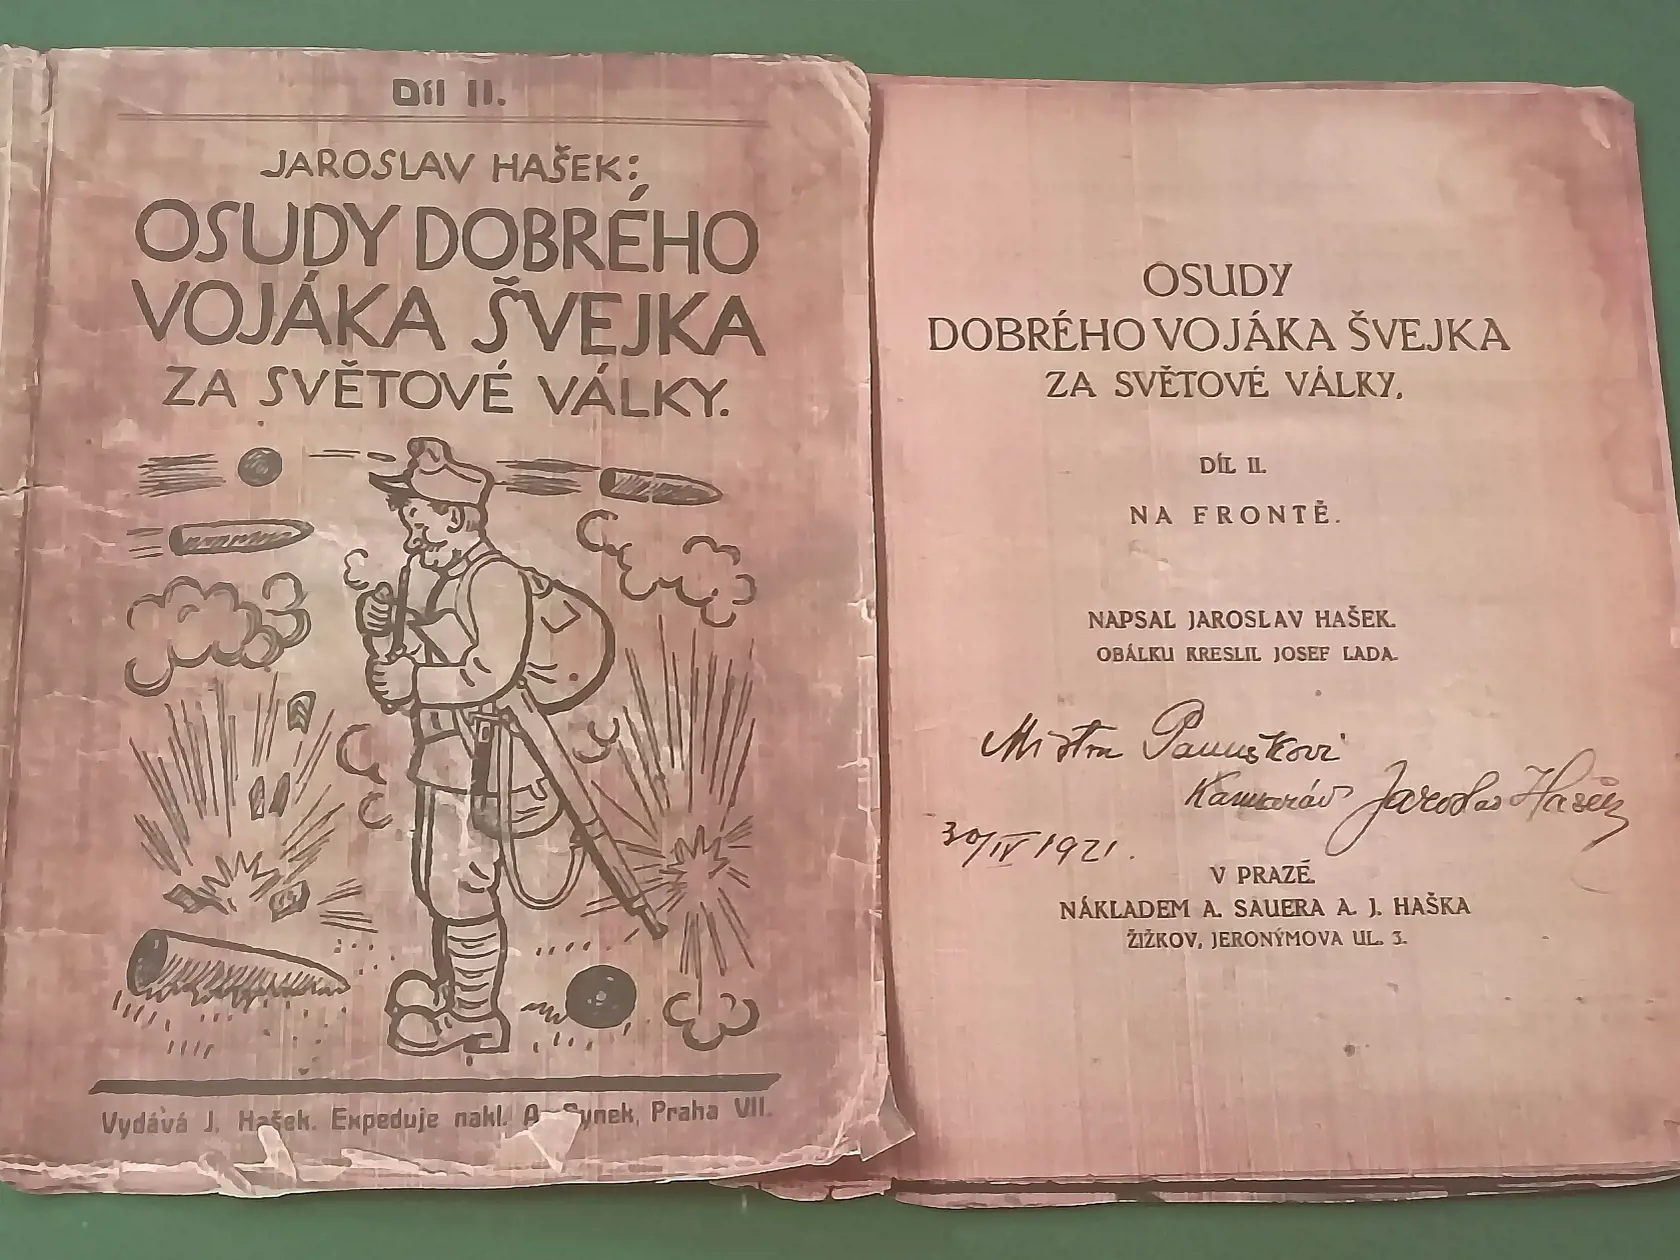 Díl II.
JAROSLAV HAŠEK:
OSUDY DOBRÉHO
VOJÁKA ŠVEJKA
ZA SVĚTOVÉ VÁLKY.
Vydává J. Hašek. Expeduje nakl. A. Synek, Praha VII.
OSUDY
DOBRÉHO VOJÁKA ŠVEJKA
ZA SVĚTOVÉ VÁLKY.
DÍL II.
NA FRONTĚ.
NAPSAL JAROSLAV HAŠEK.
OBÁLKU KRESLIL JOSEF LADA.
Mistru Panuškovi
Kamarád Jaroslav Hašek
30/IV 1921.
V PRAZE.
NÁKLADEM A. SAUERA A. J. HAŠKA
ŽIŽKOV, JERONÝMOVA UL. 3.